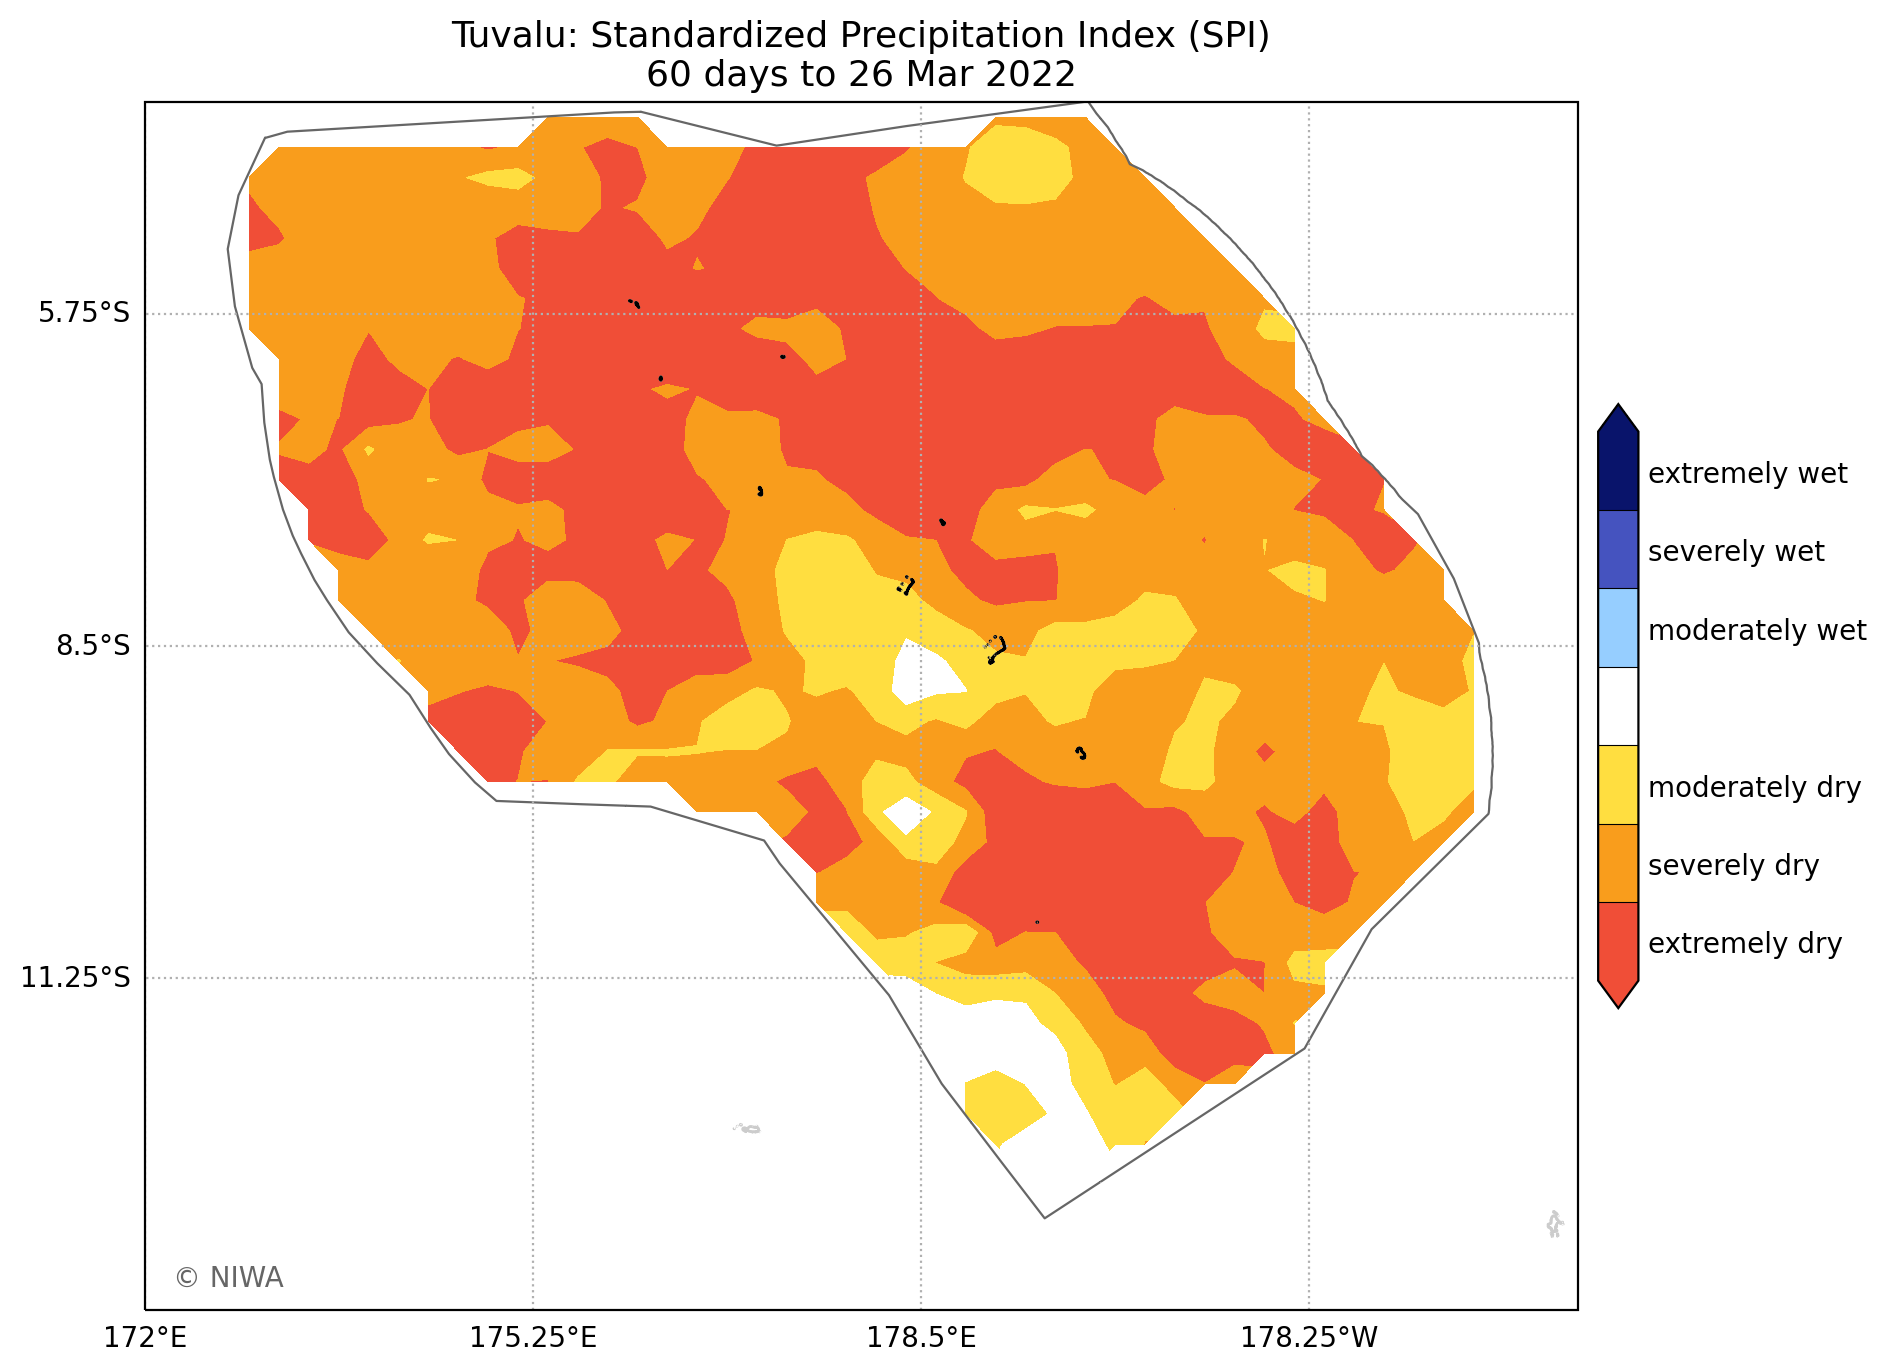 Tuvalu: Standardized Precipitation Index (SPI)
60 days to 26 Mar 2022
5.75°S
8.5°S
11.25°S
172°E
175.25°E
178.5°E
178.25°W
extremely wet
severely wet
moderately wet
moderately dry
severely dry
extremely dry
© NIWA